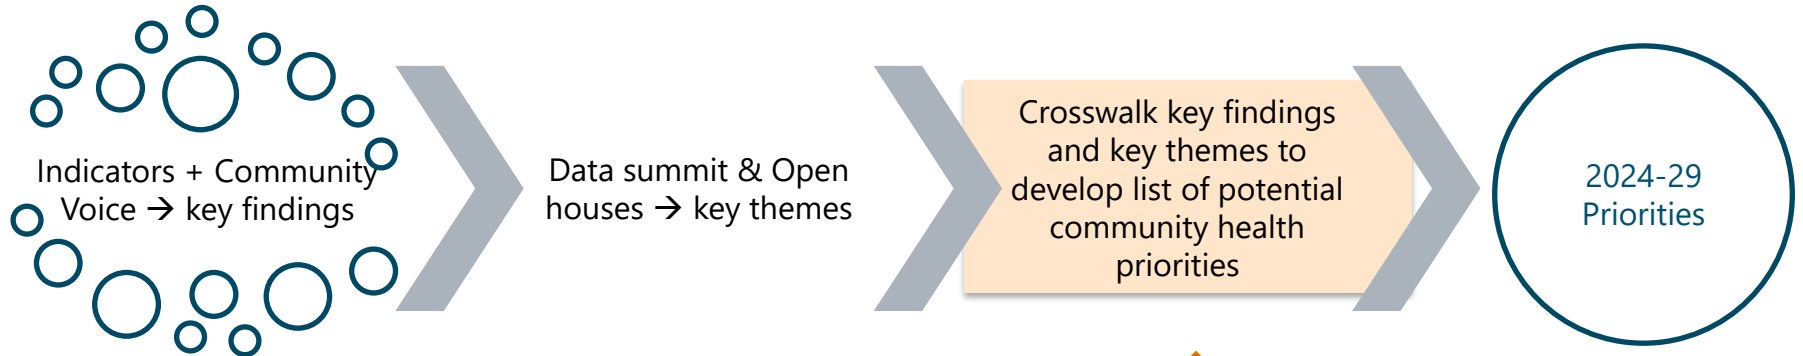 Indicators + Community
Voice → key findings
Data summit & Open
houses → key themes
Crosswalk key findings
and key themes to
develop list of potential
community health
priorities
2024-29
Priorities